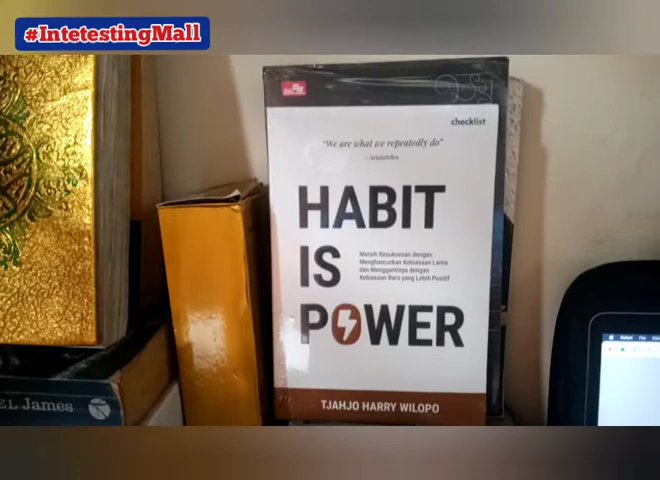 #IntetestingMall
checklist
"We are what we repeatedly do"
—Aristoteles
HABIT
IS
Meraih Kesuksesan dengan
Menghancurkan Kebiasaan Lama
dan Menggantinya dengan
Kebiasaan Baru yang Lebih Positif
POWER
TJAHJO HARRY WILOPO
EL James